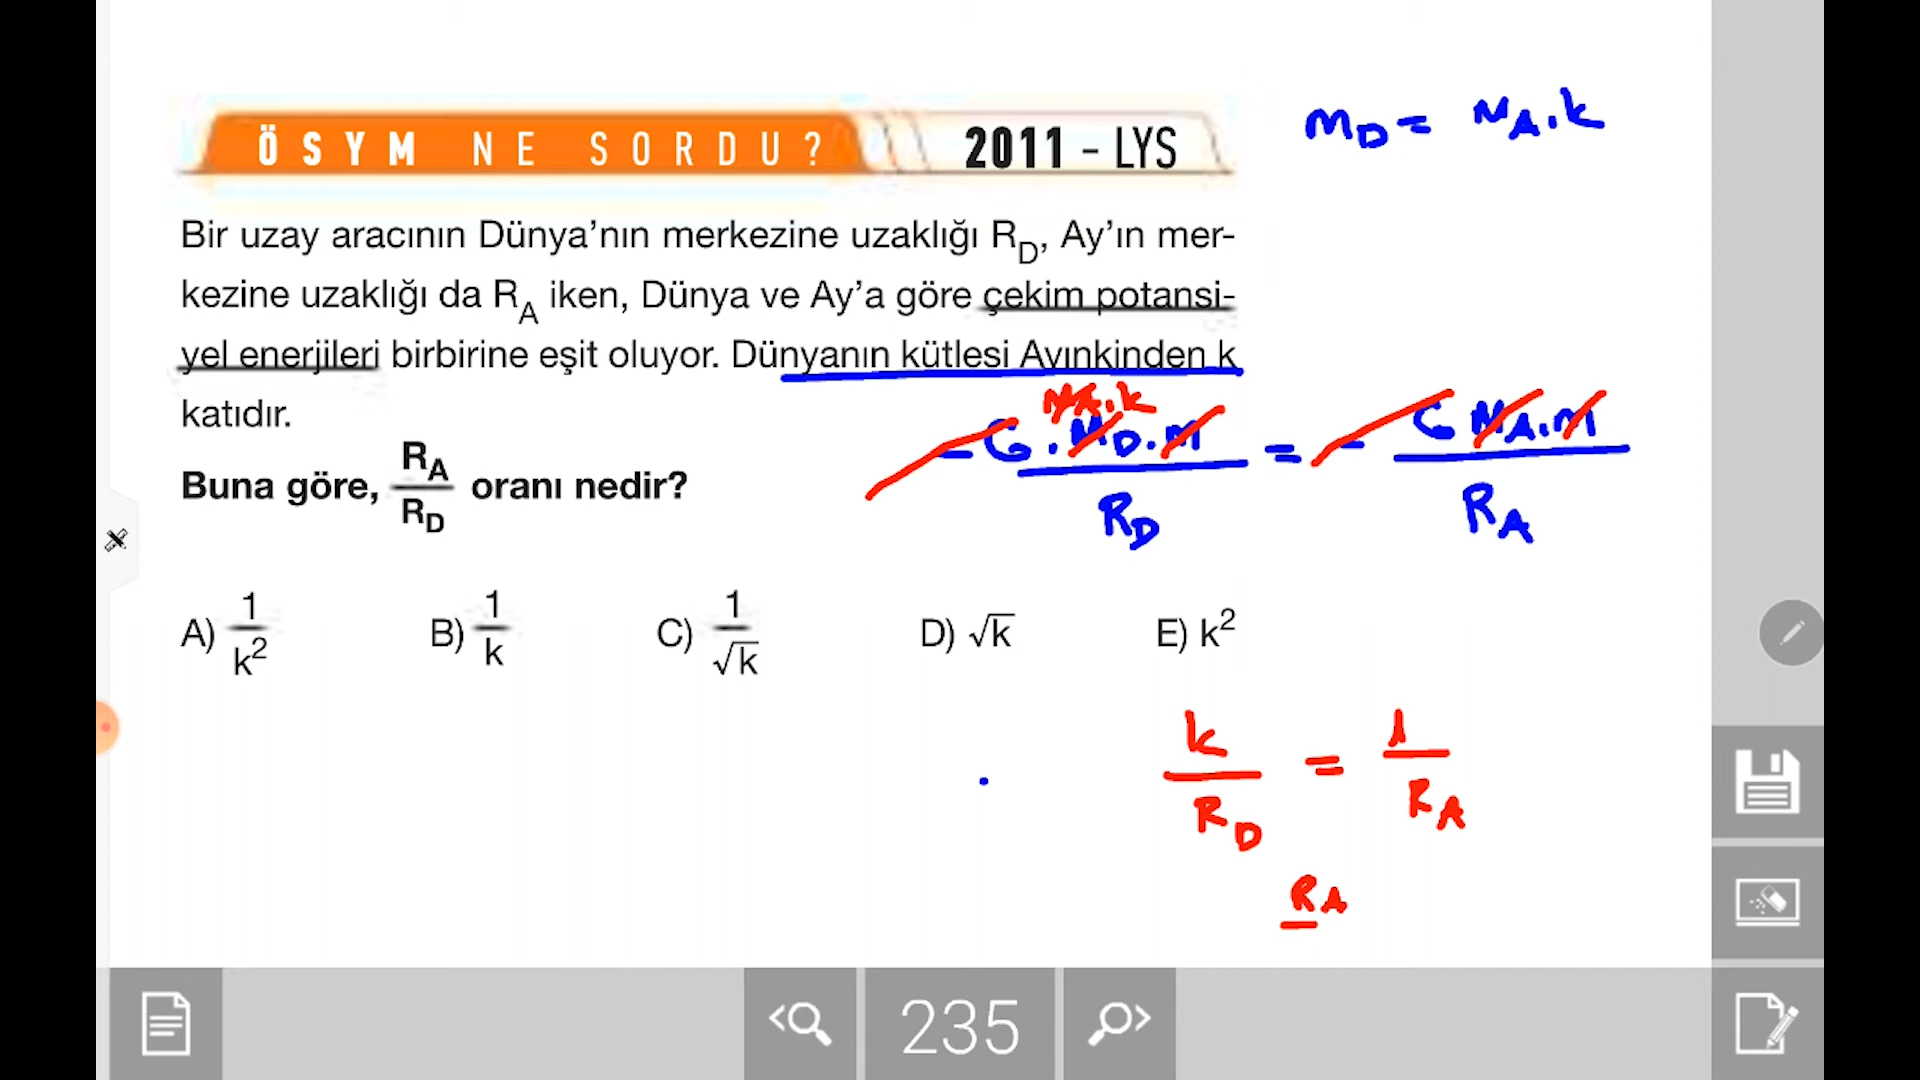 ÖSYM NE SORDU? 2011 - LYS
M_D = M_A . k
Bir uzay aracının Dünya'nın merkezine uzaklığı R_D, Ay'ın mer-
kezine uzaklığı da R_A iken, Dünya ve Ay'a göre çekim potansi-
yel enerjileri birbirine eşit oluyor. Dünyanın kütlesi Ayınkinden k
katıdır.
M_A . k
- G . M_D . m / R_D = - G M_A . m / R_A
Buna göre, R_A / R_D oranı nedir?
A) 1/k² B) 1/k C) 1/√k D) √k E) k²
k / R_D = 1 / R_A
R_A
235